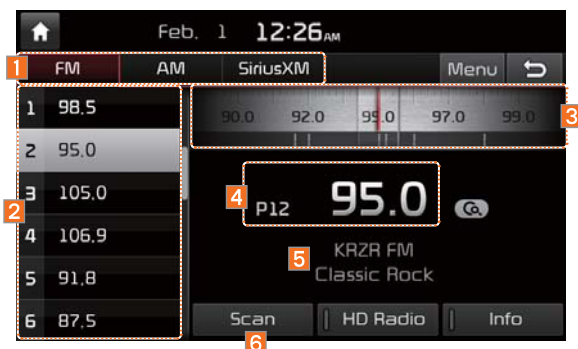 Feb. 1 12:26 AM
1
FM AM SiriusXM Menu
1 98.5
2 95.0
3 105.0
4 106.9
5 91.8
6 87.5
2
90.0 92.0 95.0 97.0 99.0
3
4
P12 95.0
5
KRZR FM
Classic Rock
Scan HD Radio Info
6